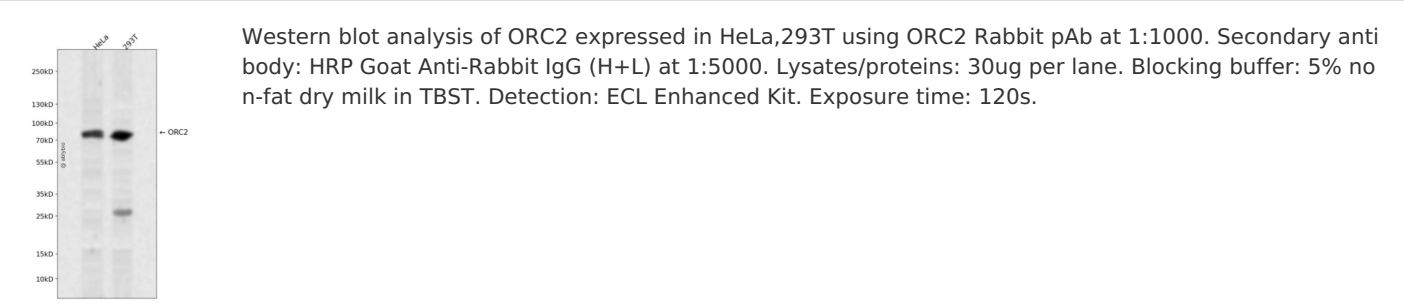 HeLa 293T
250kD
130kD
100kD
← ORC2
70kD
55kD
35kD
25kD
15kD
10kD
Western blot analysis of ORC2 expressed in HeLa,293T using ORC2 Rabbit pAb at 1:1000. Secondary anti
body: HRP Goat Anti-Rabbit IgG (H+L) at 1:5000. Lysates/proteins: 30ug per lane. Blocking buffer: 5% no
n-fat dry milk in TBST. Detection: ECL Enhanced Kit. Exposure time: 120s.